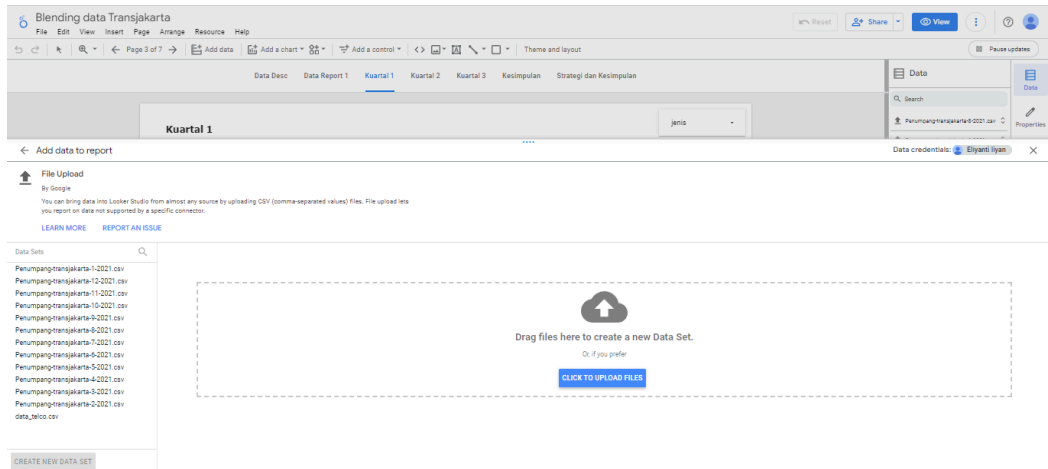 Blending data Transjakarta
File Edit View Insert Page Arrange Resource Help
Reset Share View
Page 3 of 7 Add data Add a chart Add a control Theme and layout Pause updates
Data Desc Data Report 1 Kuartal 1 Kuartal 2 Kuartal 3 Kesimpulan Strategi dan Kesimpulan
Data
Data
Search
Penumpang-transjakarta-6-2021.csv
Properties
Kuartal 1
jenis
Add data to report
Data credentials: Eliyanti Iiyan
File Upload
By Google
You can bring data into Looker Studio from almost any source by uploading CSV (comma-separated values) files. File upload lets
you report on data not supported by a specific connector.
LEARN MORE REPORT AN ISSUE
Data Sets
Penumpang-transjakarta-1-2021.csv
Penumpang-transjakarta-12-2021.csv
Penumpang-transjakarta-11-2021.csv
Penumpang-transjakarta-10-2021.csv
Penumpang-transjakarta-9-2021.csv
Penumpang-transjakarta-8-2021.csv
Penumpang-transjakarta-7-2021.csv
Penumpang-transjakarta-6-2021.csv
Penumpang-transjakarta-5-2021.csv
Penumpang-transjakarta-4-2021.csv
Penumpang-transjakarta-3-2021.csv
Penumpang-transjakarta-2-2021.csv
data_telco.csv
Drag files here to create a new Data Set.
Or, if you prefer
CLICK TO UPLOAD FILES
CREATE NEW DATA SET